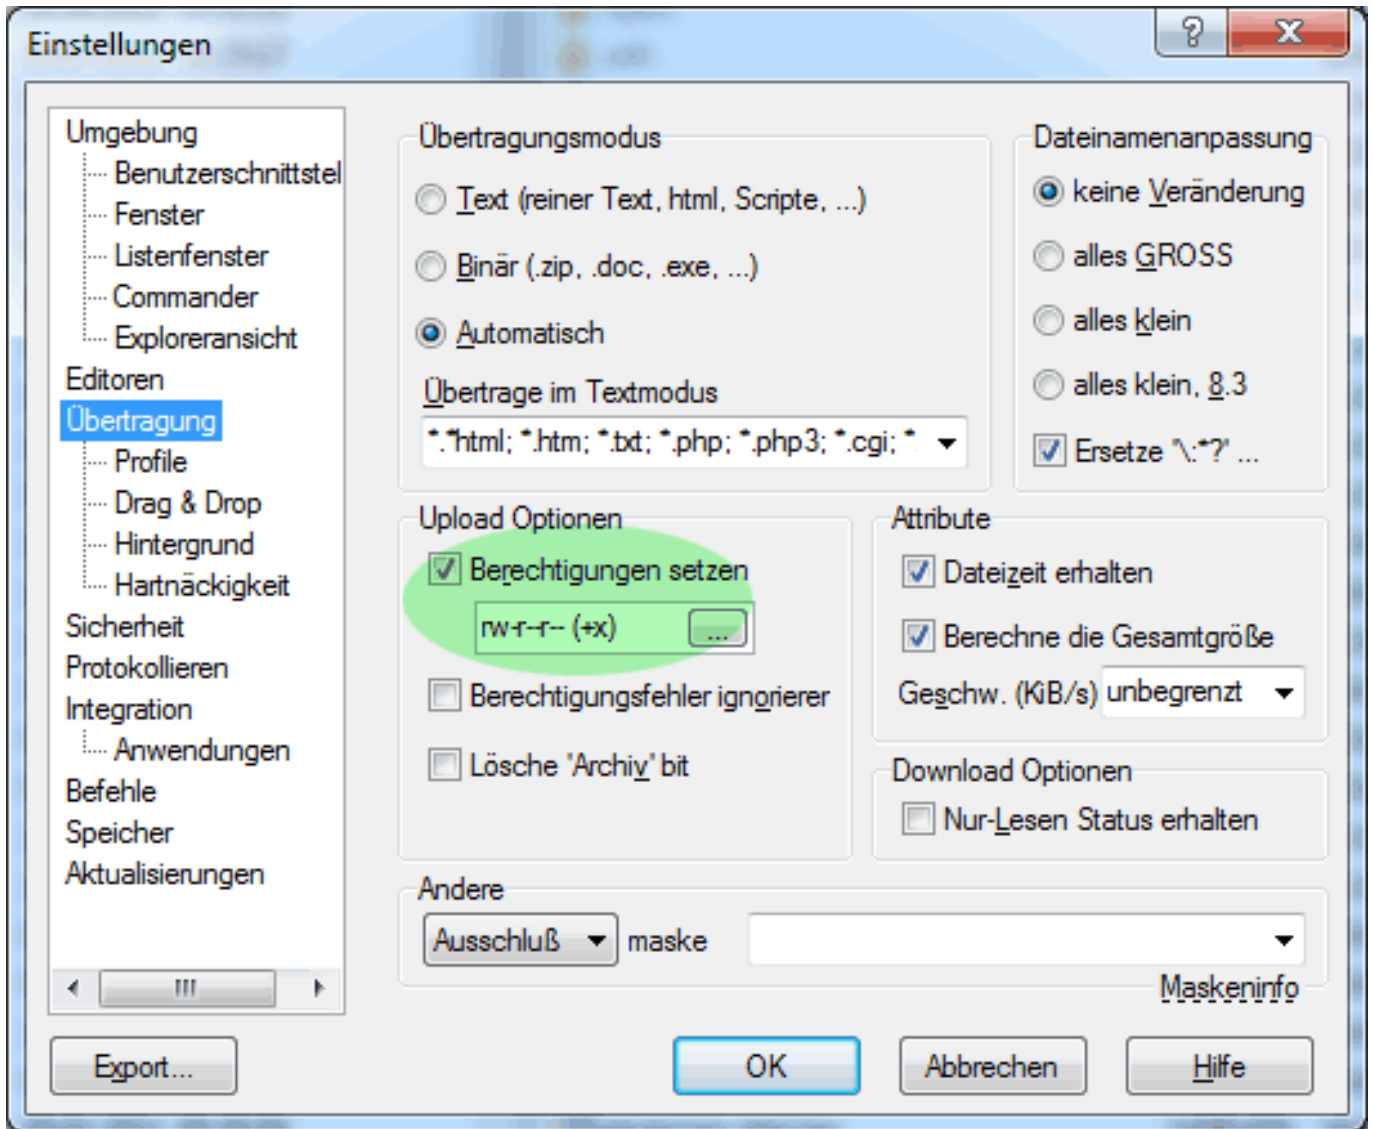 Einstellungen
Umgebung
Benutzerschnittstel
Fenster
Listenfenster
Commander
Exploreransicht
Editoren
Übertragung
Profile
Drag & Drop
Hintergrund
Hartnäckigkeit
Sicherheit
Protokollieren
Integration
Anwendungen
Befehle
Speicher
Aktualisierungen
Export...
Übertragungsmodus
Text (reiner Text, html, Scripte, ...)
Binär (.zip, .doc, .exe, ...)
Automatisch
Übertrage im Textmodus
*.*html; *.htm; *.txt; *.php; *.php3; *.cgi; *.
Dateinamenanpassung
keine Veränderung
alles GROSS
alles klein
alles klein, 8.3
Ersetze '\:*?' ...
Upload Optionen
Berechtigungen setzen
rw-r--r-- (+x)
...
Berechtigungsfehler ignorierer
Lösche 'Archiv' bit
Attribute
Dateizeit erhalten
Berechne die Gesamtgröße
Geschw. (KiB/s) unbegrenzt
Download Optionen
Nur-Lesen Status erhalten
Andere
Ausschluß maske
Maskeninfo
OK
Abbrechen
Hilfe